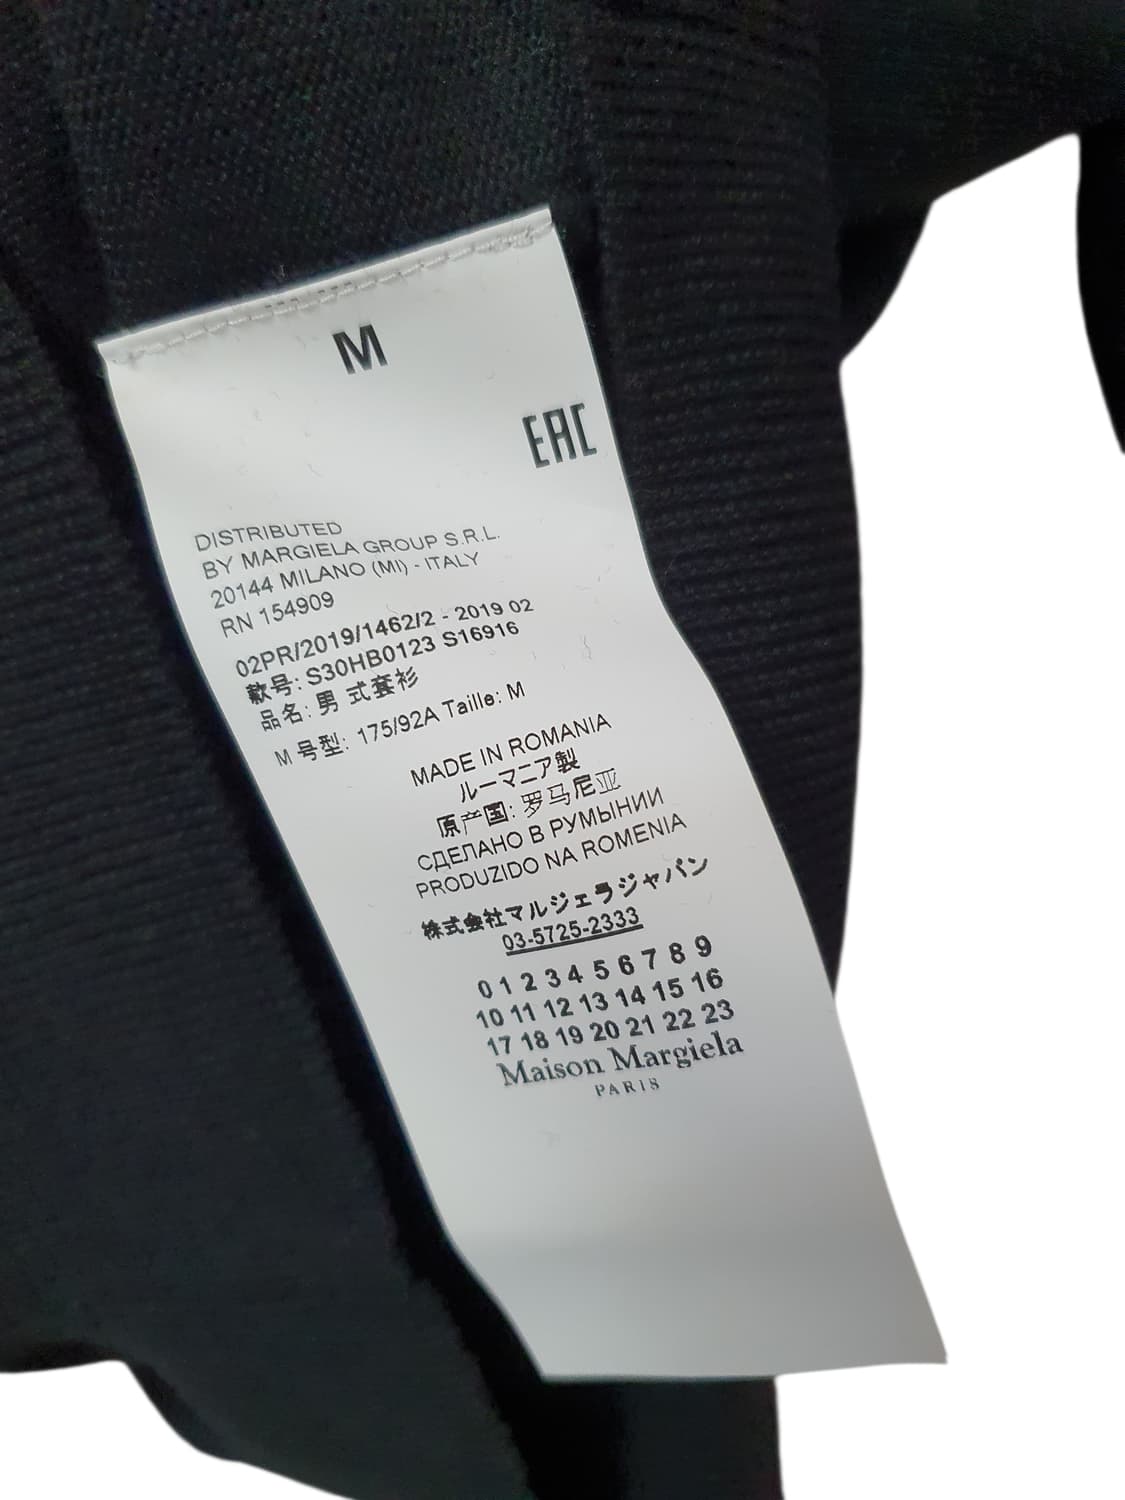 M
EAC
DISTRIBUTED
BY MARGIELA GROUP S.R.L.
20144 MILANO (MI) - ITALY
RN 154909
02PR/2019/1462/2 - 2019 02
款号: S30HB0123 S16916
品名: 男 式套衫
M 号型: 175/92A Taille: M
MADE IN ROMANIA
ルーマニア製
原产国: 罗马尼亚
СДЕЛАНО В РУМЫНИИ
PRODUZIDO NA ROMENIA
株式会社マルジェラジャパン
03-5725-2333
0 1 2 3 4 5 6 7 8 9
10 11 12 13 14 15 16
17 18 19 20 21 22 23
Maison Margiela
PARIS